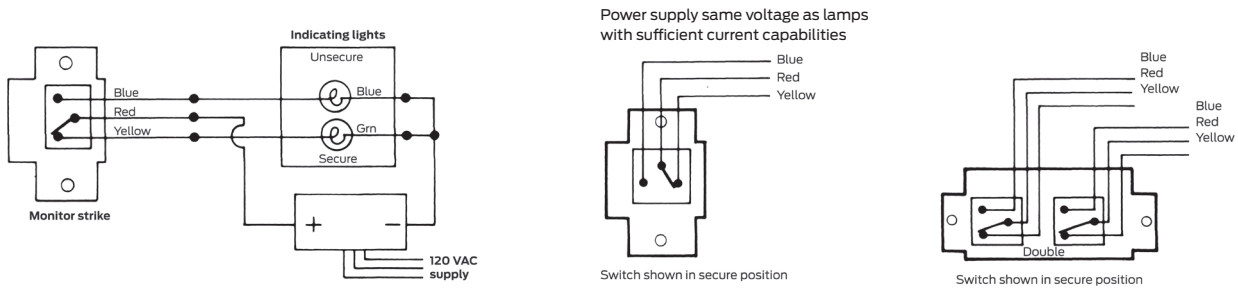 Indicating lights
Unsecure
Blue
Blue
Red
Yellow
Grn
Secure
Monitor strike
+
−
120 VAC
supply
Power supply same voltage as lamps
with sufficient current capabilities
Blue
Red
Yellow
Switch shown in secure position
Blue
Red
Yellow
Blue
Red
Yellow
Double
Switch shown in secure position